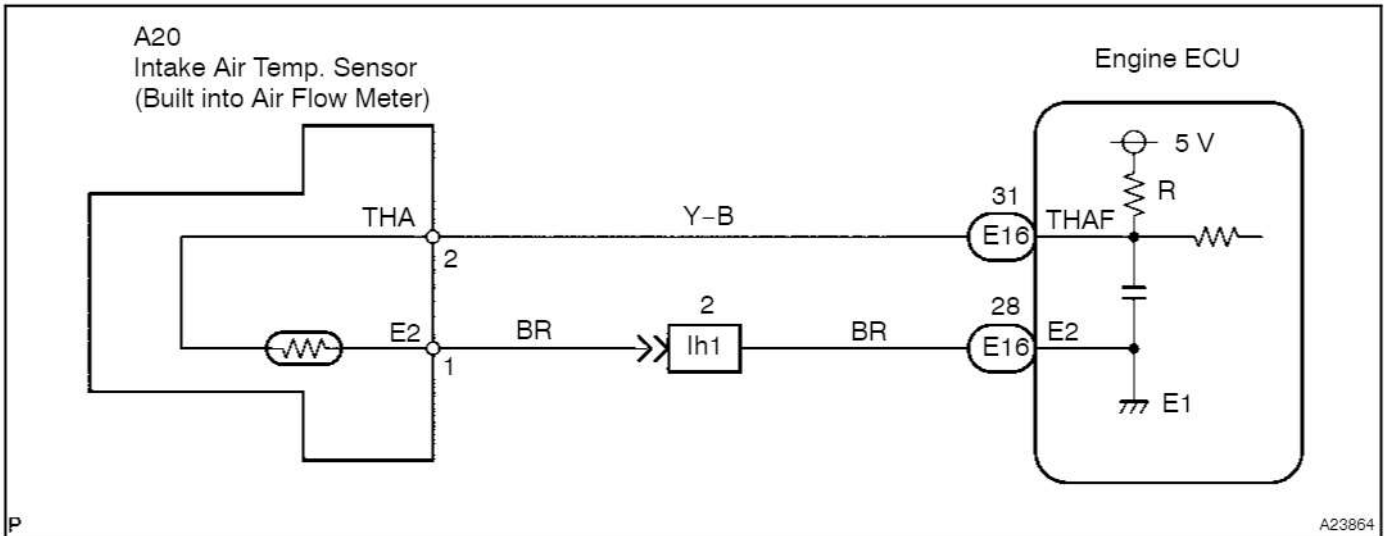 A20
Intake Air Temp. Sensor
(Built into Air Flow Meter)
Engine ECU
5 V
R
31
THA
Y–B
E16
THAF
2
2
28
E2
BR
Ih1
BR
E16
E2
1
E1
P
A23864